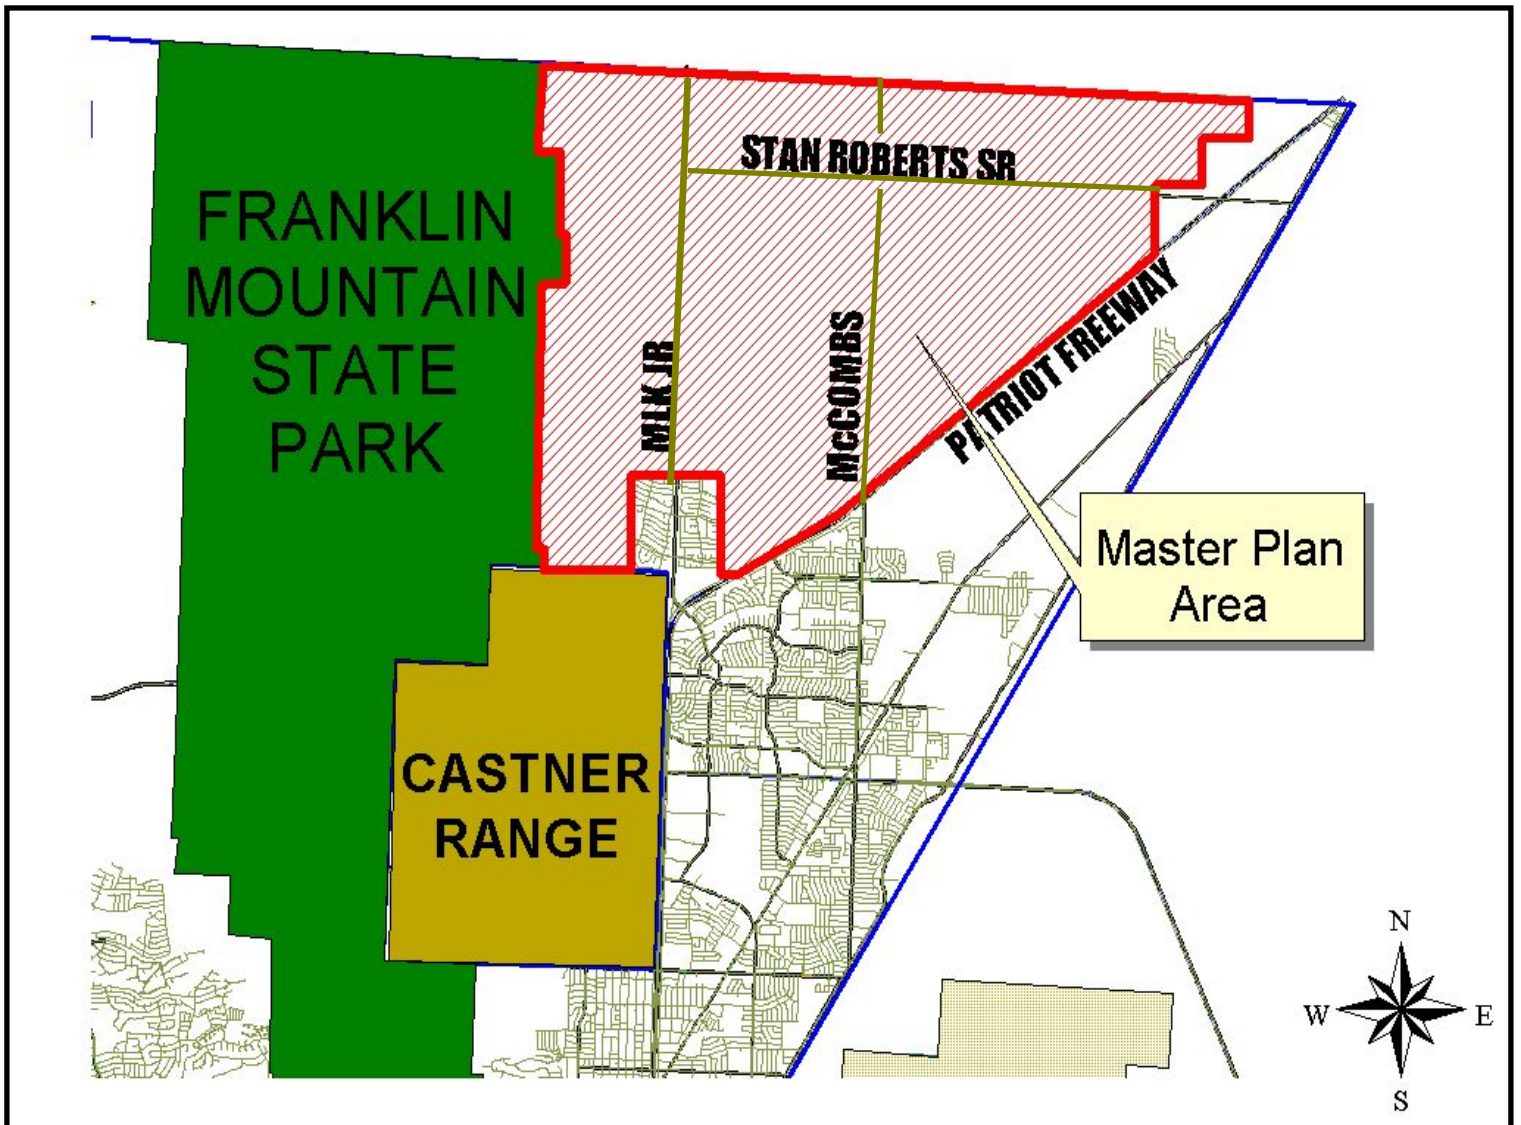 STAN ROBERTS SR
FRANKLIN
MOUNTAIN
STATE
PARK
MLK JR
McCOMBS
PATRIOT FREEWAY
Master Plan
Area
CASTNER
RANGE
N
W
E
S